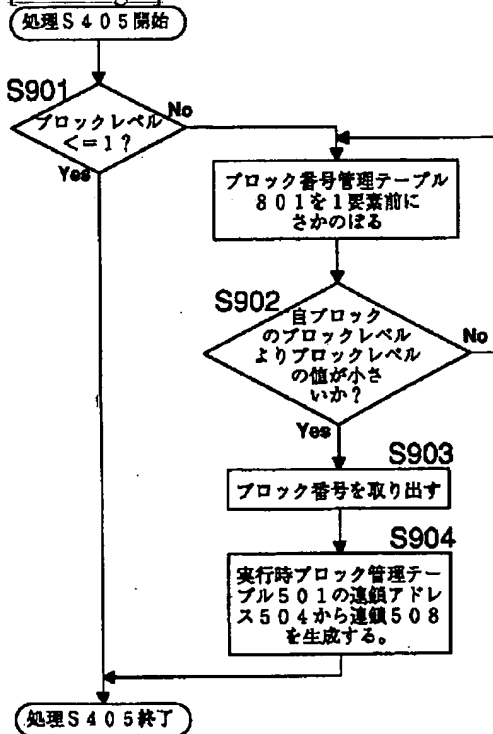 処理S405開始
S901
ブロックレベル
<=1?
No
Yes
ブロック番号管理テーブル
801を1要素前に
さかのぼる
S902
自ブロック
のブロックレベル
よりブロックレベル
の値が小さ
いか?
No
Yes
S903
ブロック番号を取り出す
S904
実行時ブロック管理テー
ブル501の連鎖アドレ
ス504から連鎖508
を生成する。
処理S405終了